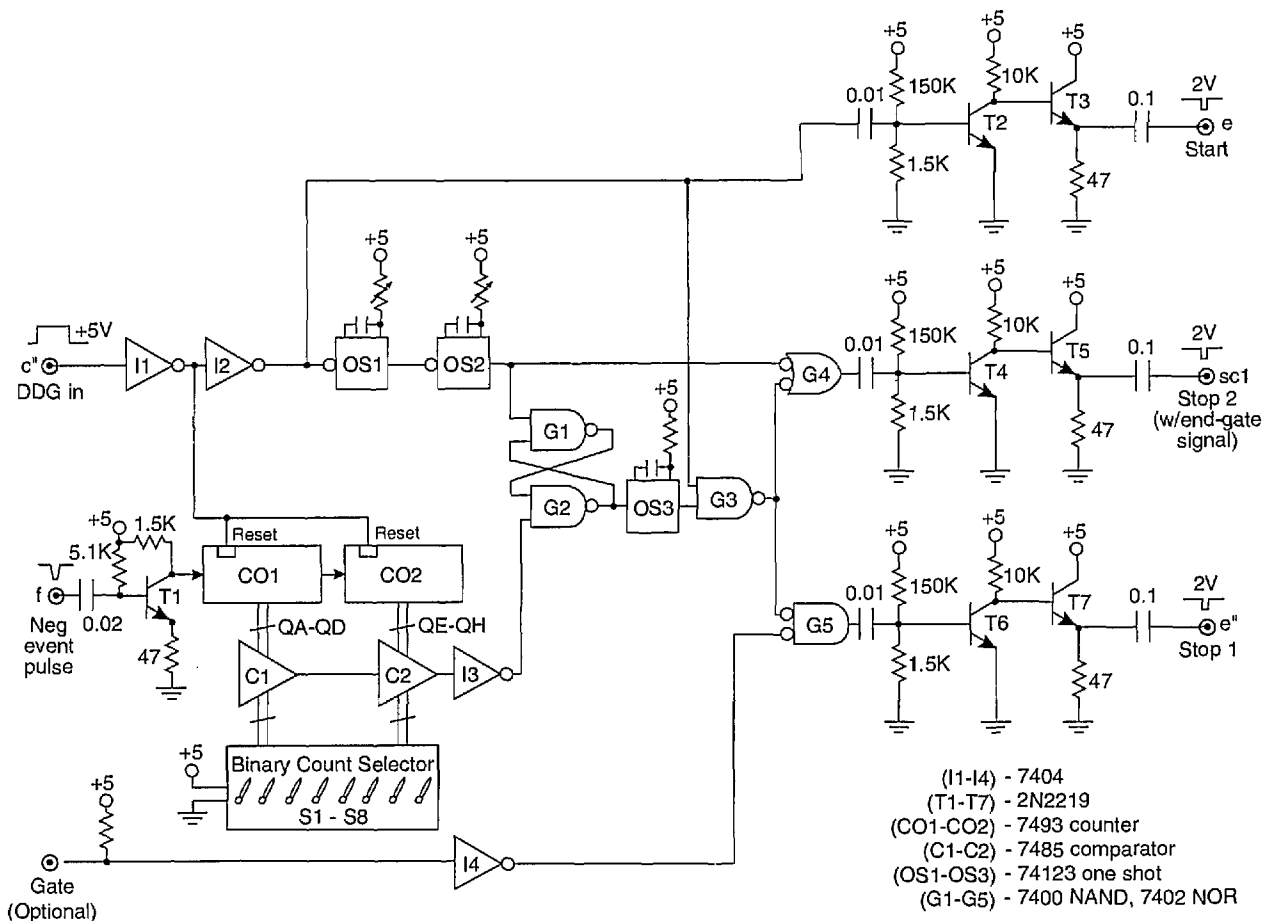 +5
+5
+5
150K
10K
T3
0.01
T2
0.1
2V
e
Start
1.5K
47
+5
+5
+5V
c"
DDG in
I1
I2
OS1
OS2
+5
+5
+5
150K
10K
T5
0.01
T4
0.1
2V
sc1
Stop 2
(w/end-gate
signal)
G4
1.5K
47
+5
G1
G2
OS3
G3
+5
1.5K
5.1K
f
Neg
event
pulse
0.02
T1
47
Reset
Reset
CO1
CO2
QA-QD
QE-QH
C1
C2
I3
+5
+5
+5
150K
10K
T7
0.01
T6
0.1
2V
e"
Stop 1
G5
1.5K
47
+5
Binary Count Selector
S1 - S8
+5
Gate
(Optional)
I4
(I1-I4) - 7404
(T1-T7) - 2N2219
(CO1-CO2) - 7493 counter
(C1-C2) - 7485 comparator
(OS1-OS3) - 74123 one shot
(G1-G5) - 7400 NAND, 7402 NOR